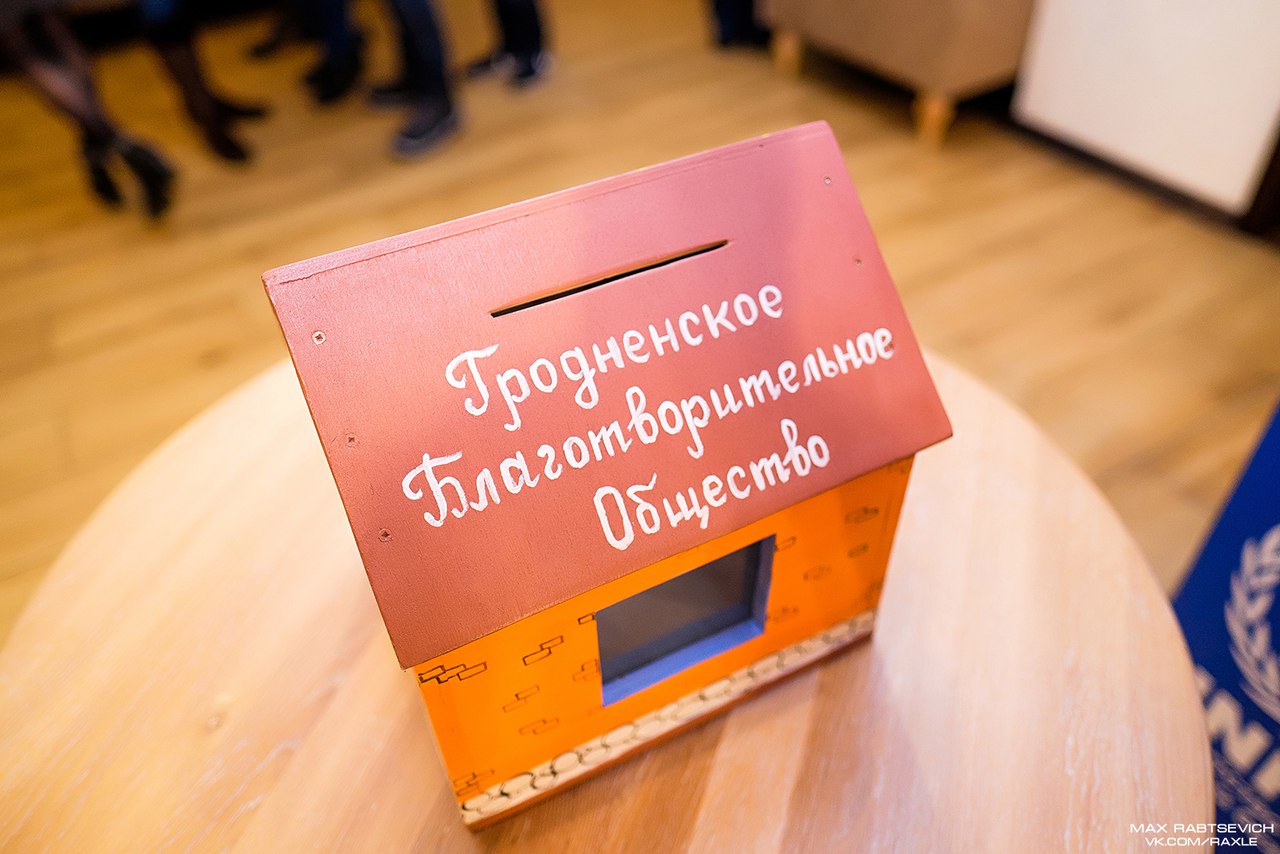 Гродненское
Благотворительное
Общество
MAX RABTSEVICH
VK.COM/RAXLE